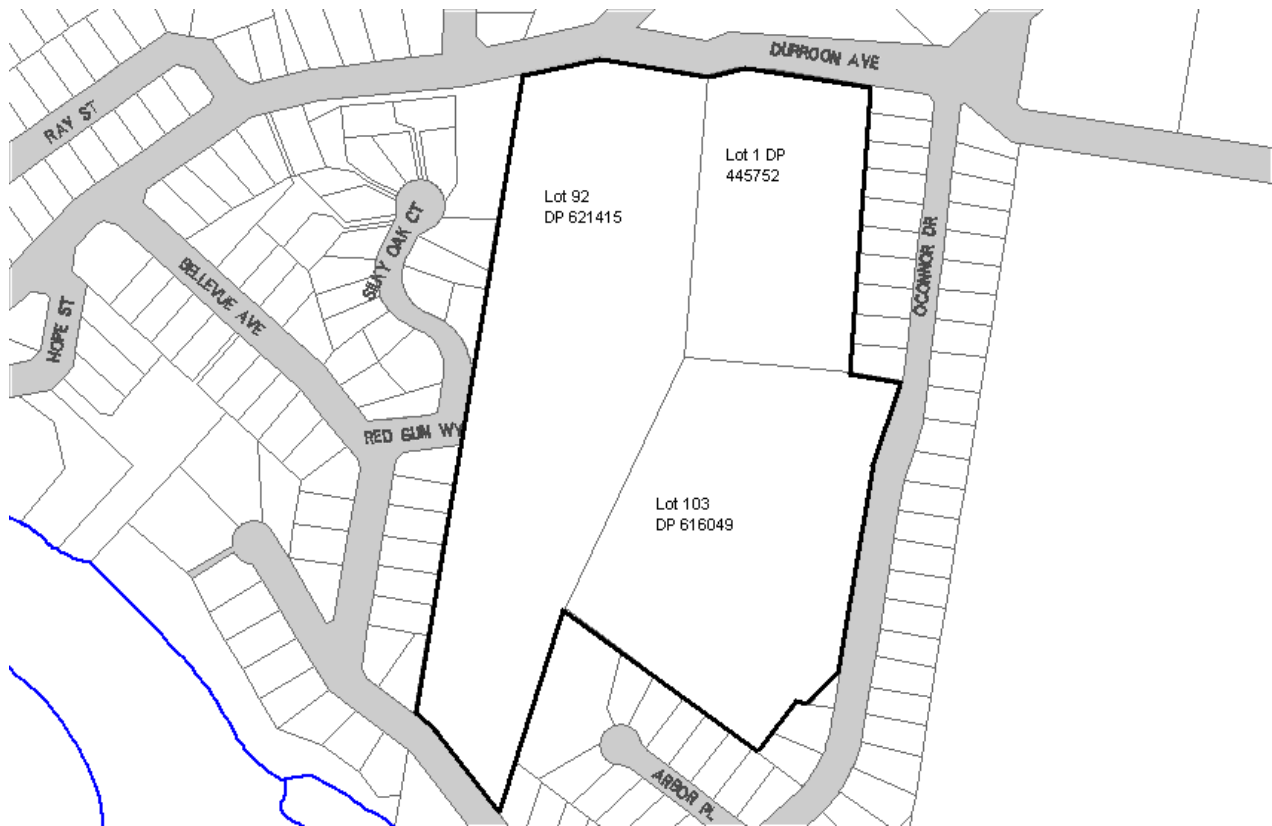 DURROON AVE
RAY ST
Lot 1 DP
445752
Lot 92
DP 621415
SILKY OAK CT
OCONNOR DR
BELLEVUE AVE
HOPE ST
RED GUM WY
Lot 103
DP 616049
ARBOR PL